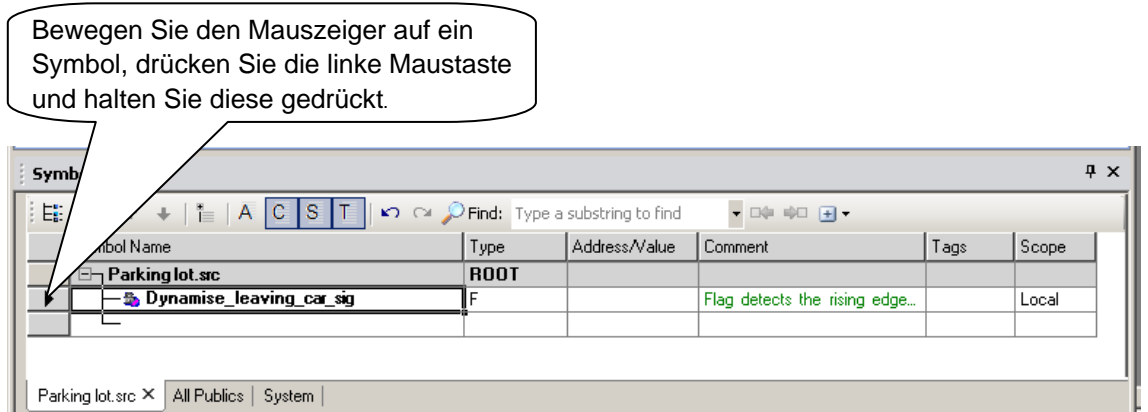 Bewegen Sie den Mauszeiger auf ein
Symbol, drücken Sie die linke Maustaste
und halten Sie diese gedrückt.
Symb
A C S T Find: Type a substring to find
mbol Name Type Address/Value Comment Tags Scope
Parking lot.src ROOT
Dynamise_leaving_car_sig F Flag detects the rising edge... Local
Parking lot.src All Publics System